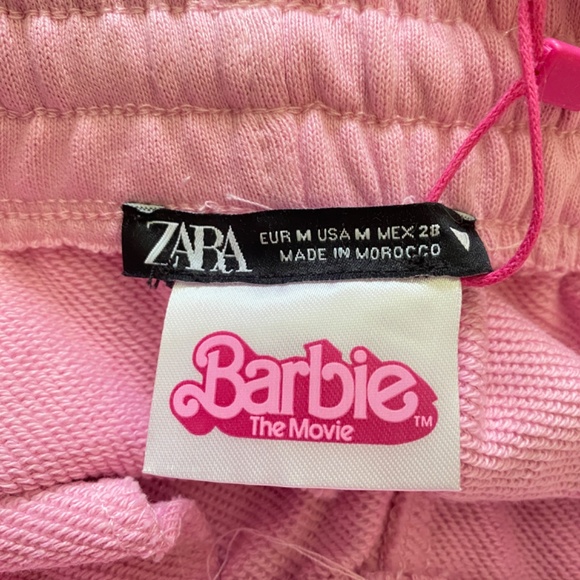 ZARA
EUR M USA M MEX 28
MADE IN MOROCCO
Barbie
The Movie
TM